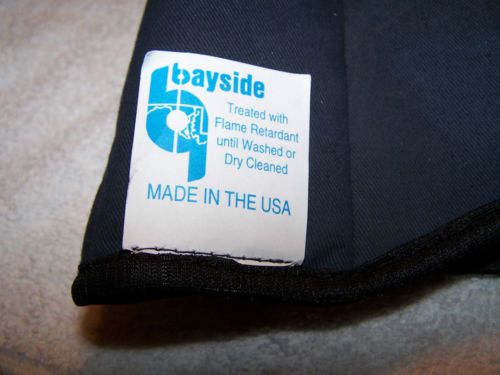 bayside
Treated with
Flame Retardant
until Washed or
Dry Cleaned
MADE IN THE USA